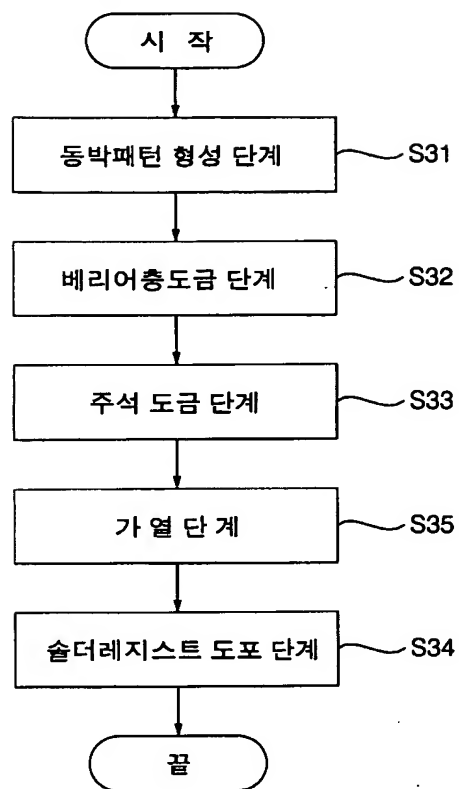 시 작
동박패턴 형성 단계
S31
베리어층도금 단계
S32
주석 도금 단계
S33
가 열 단 계
S35
솔더레지스트 도포 단계
S34
끝